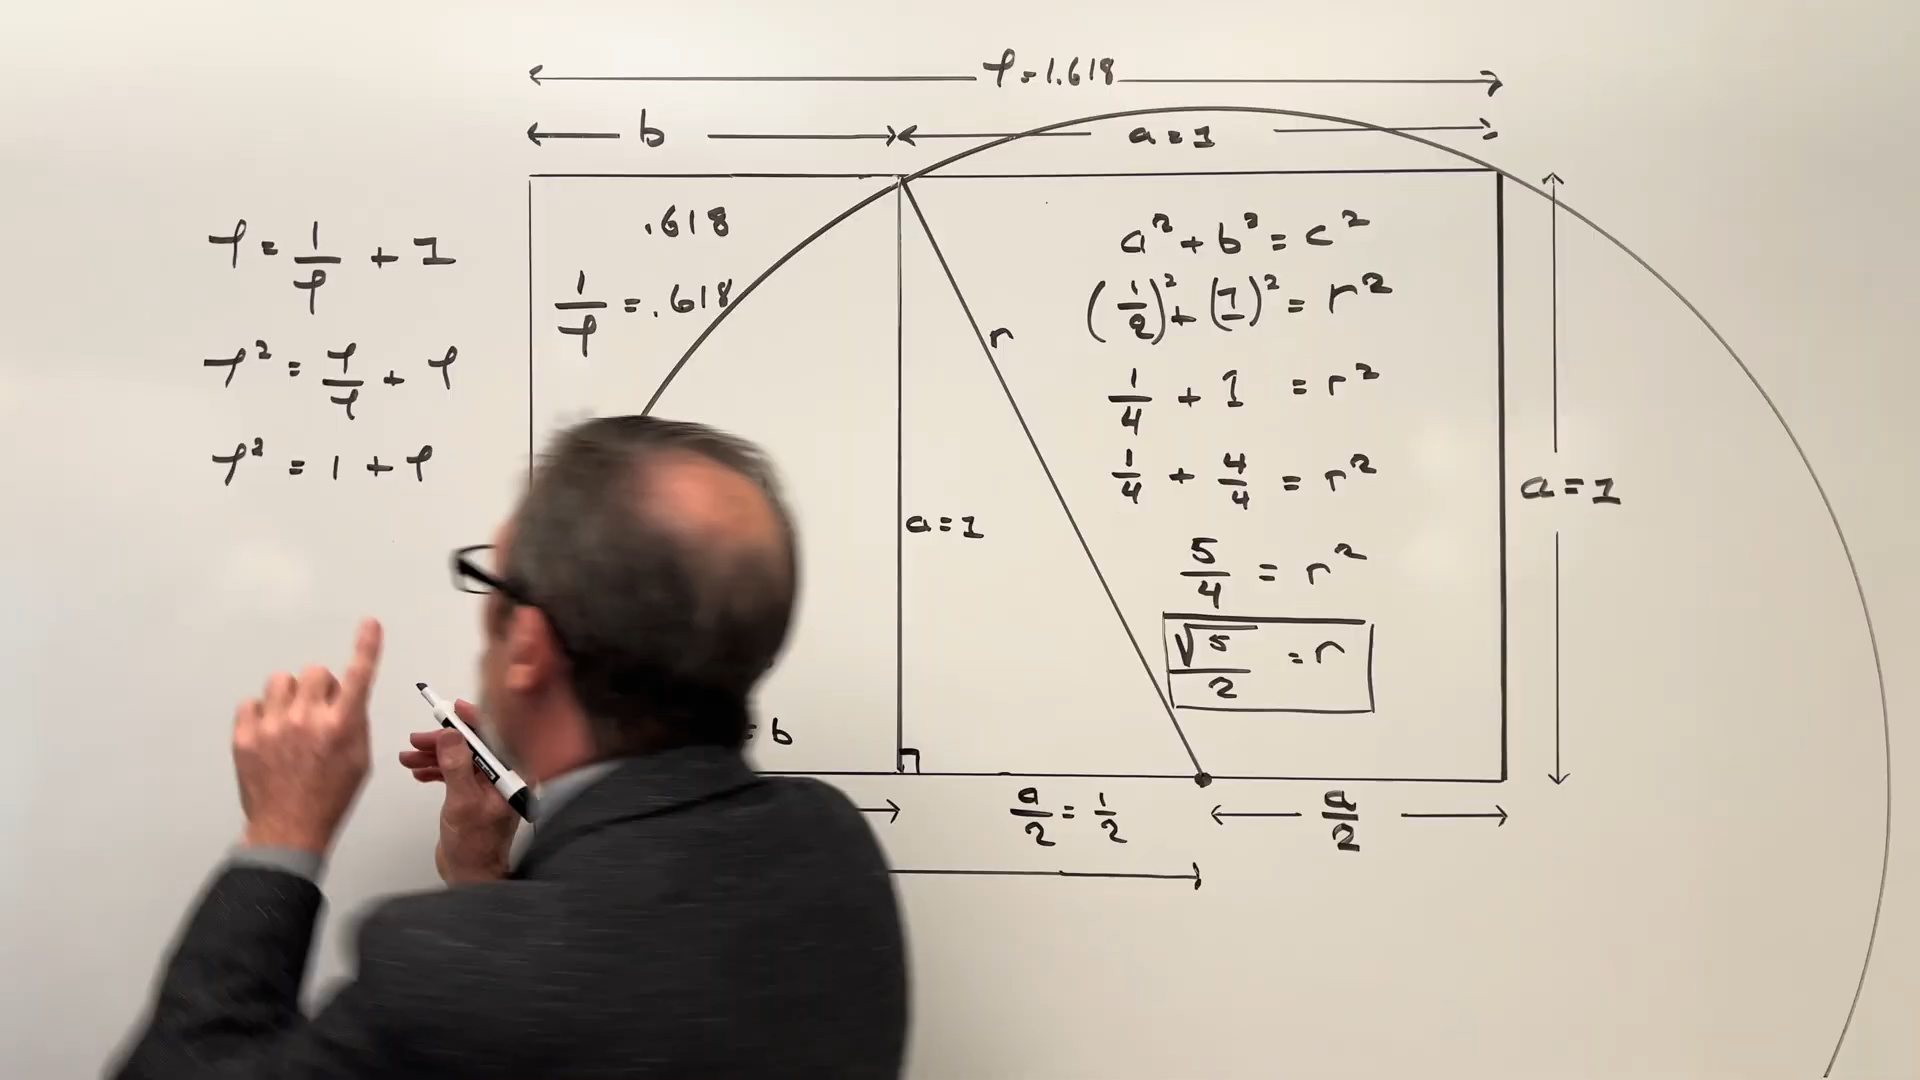 φ = 1.618
b
a = 1
.618
1/φ = .618
φ = 1/φ + 1
φ² = φ/φ + φ
φ² = 1 + φ
a² + b² = c²
(1/2)² + (1)² = r²
1/4 + 1 = r²
1/4 + 4/4 = r²
5/4 = r²
√5/2 = r
r
a = 1
a = 1
= b
a/2 = 1/2
a/2